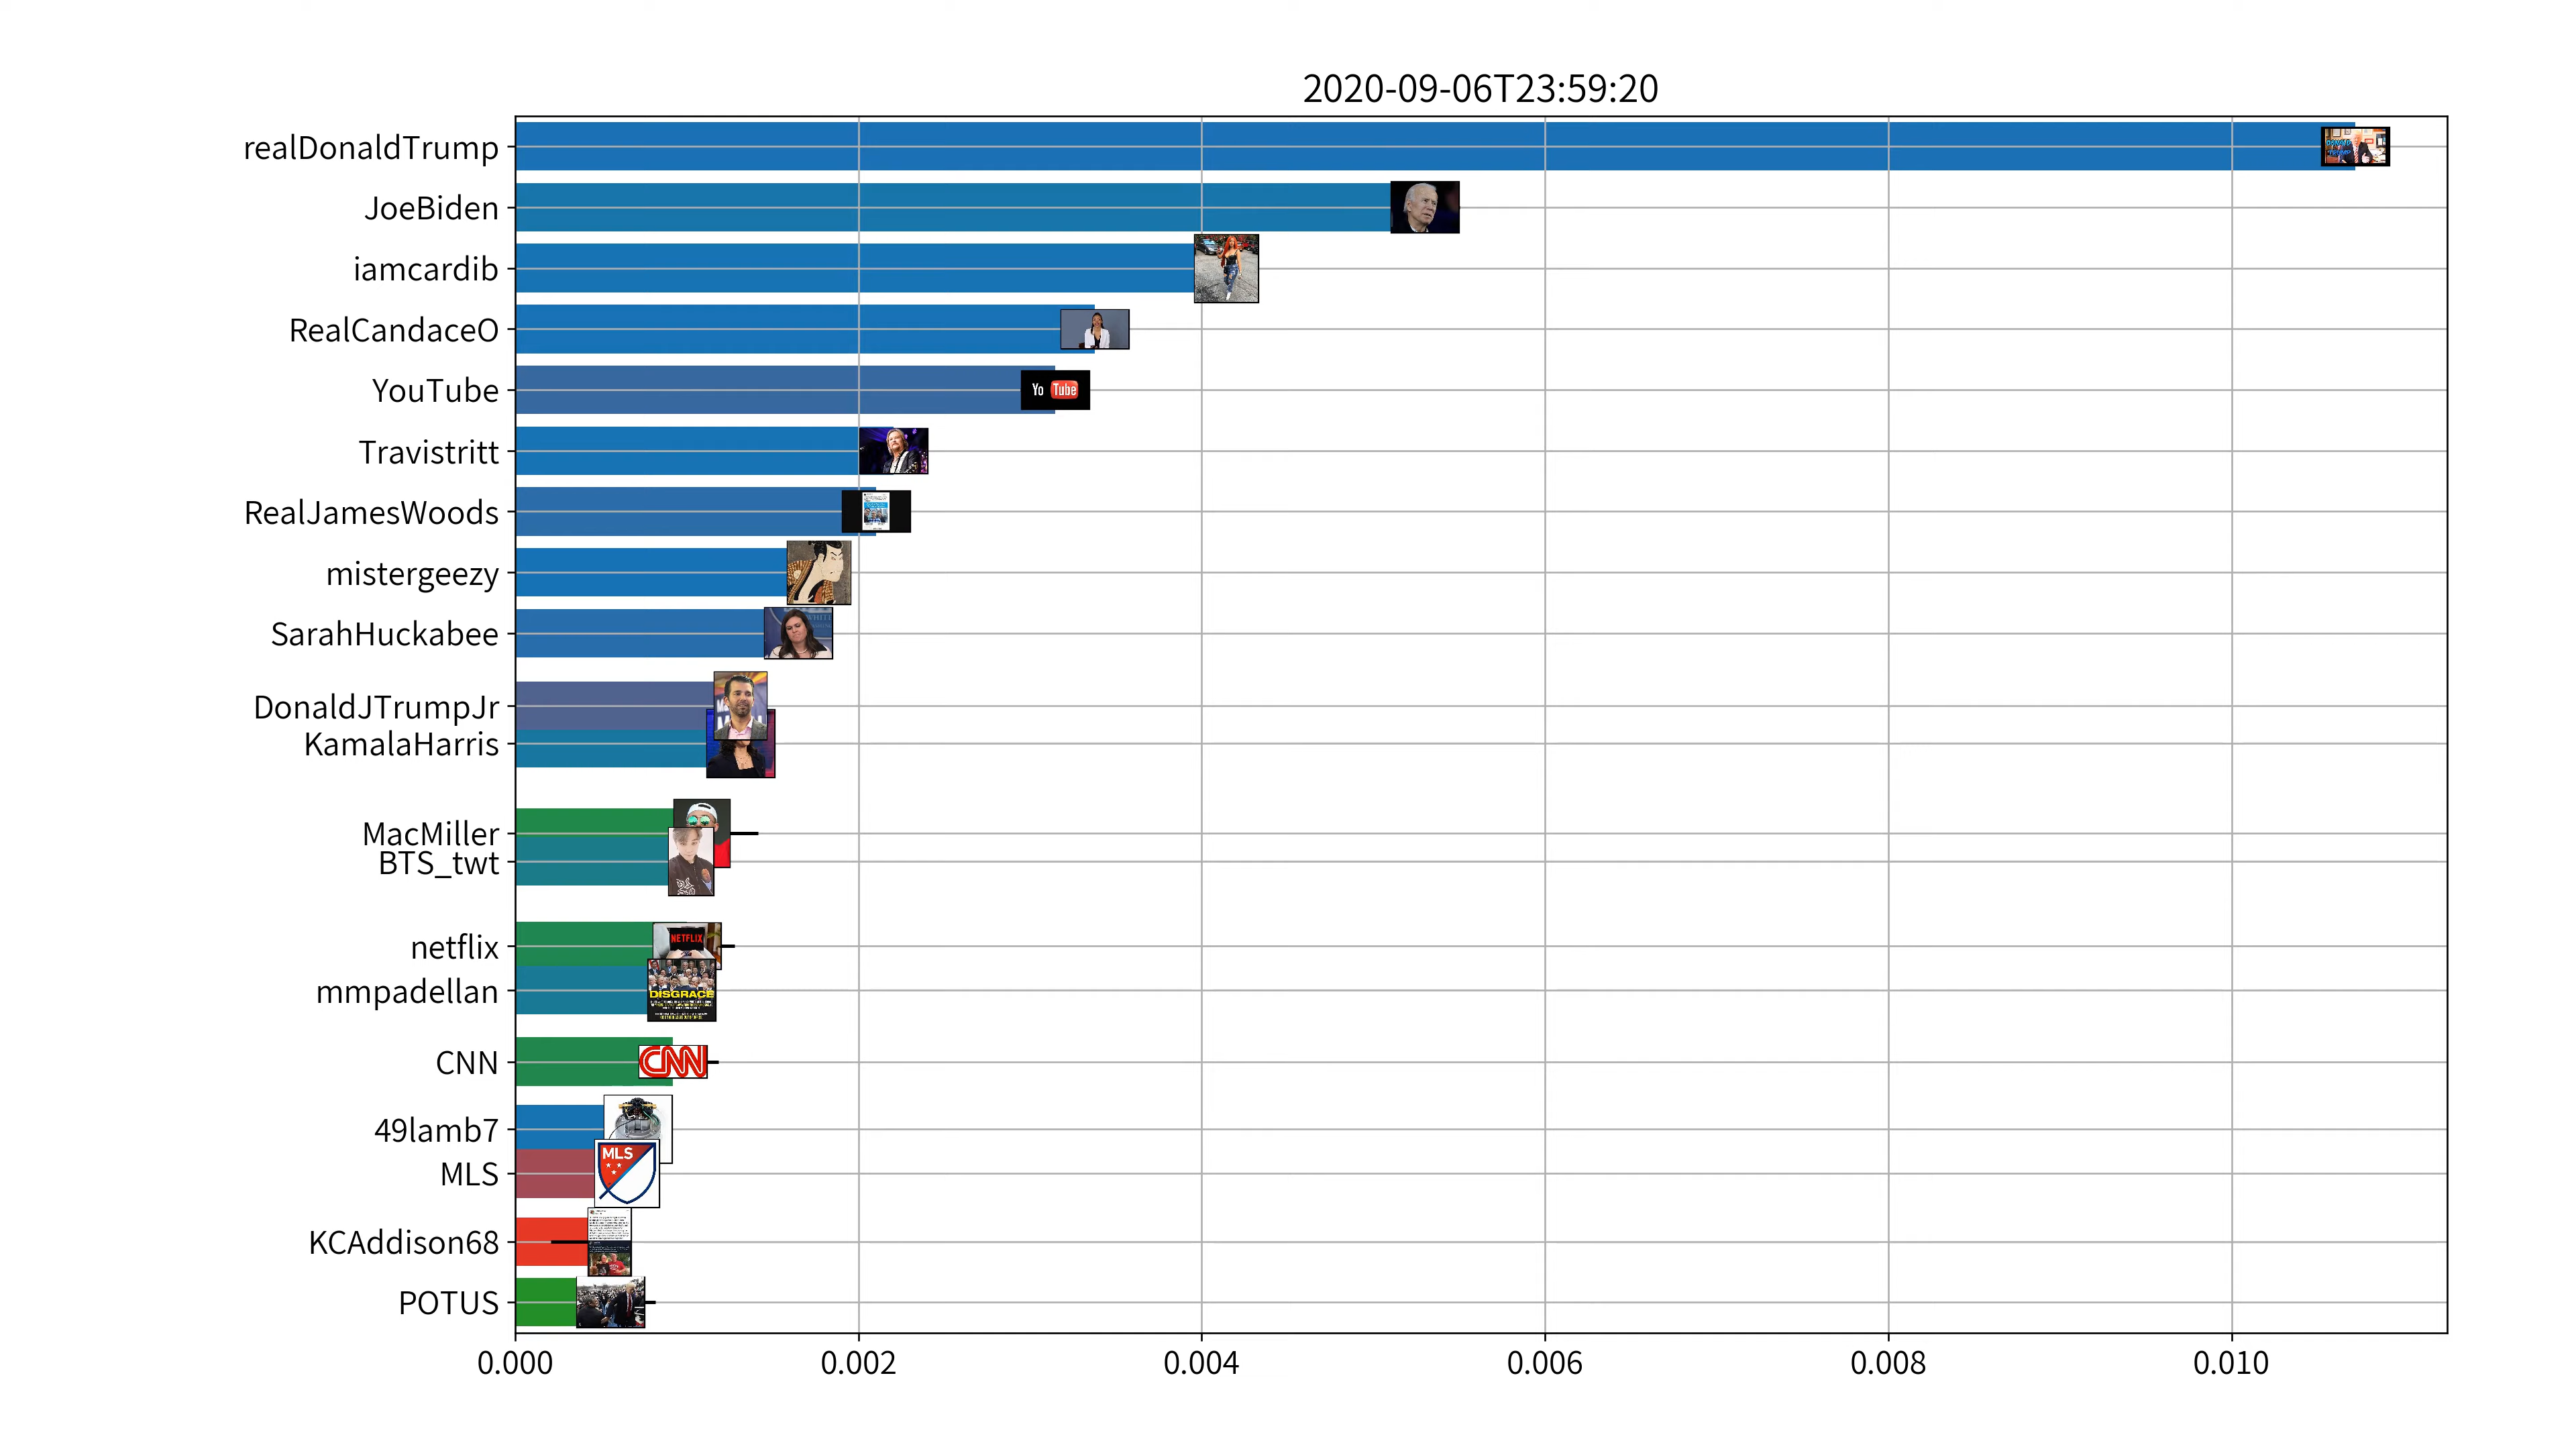 2020-09-06T23:59:20
realDonaldTrump
JoeBiden
iamcardib
RealCandaceO
YouTube
Yo Tube
Travistritt
RealJamesWoods
mistergeezy
SarahHuckabee
DonaldJTrumpJr
KamalaHarris
MacMiller
BTS_twt
netflix
NETFLIX
mmpadellan
DISGRACE
CNN
CNN
49lamb7
MLS
MLS
KCAddison68
POTUS
0.000 0.002 0.004 0.006 0.008 0.010